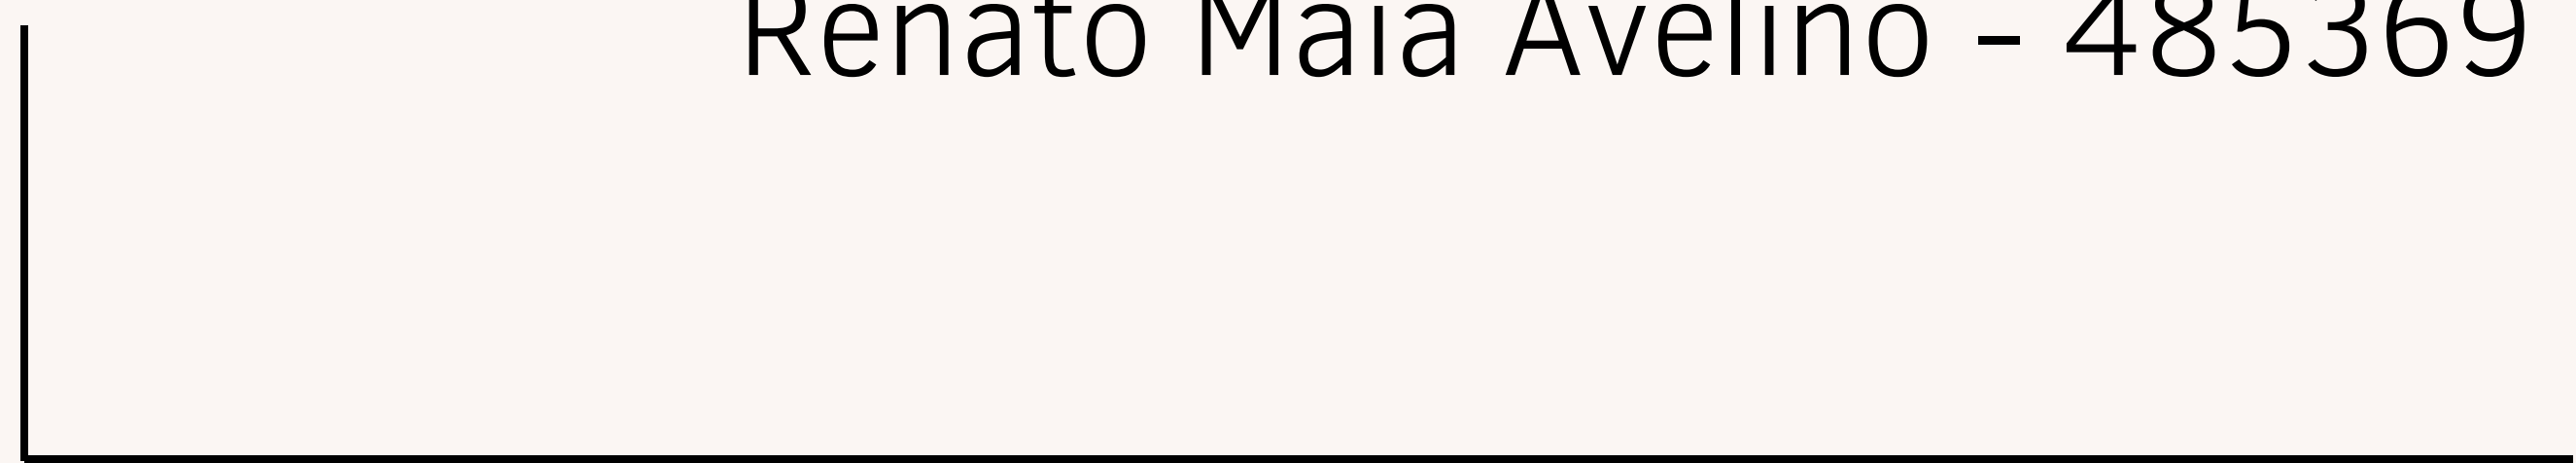 Renato Maia Avelino - 485369